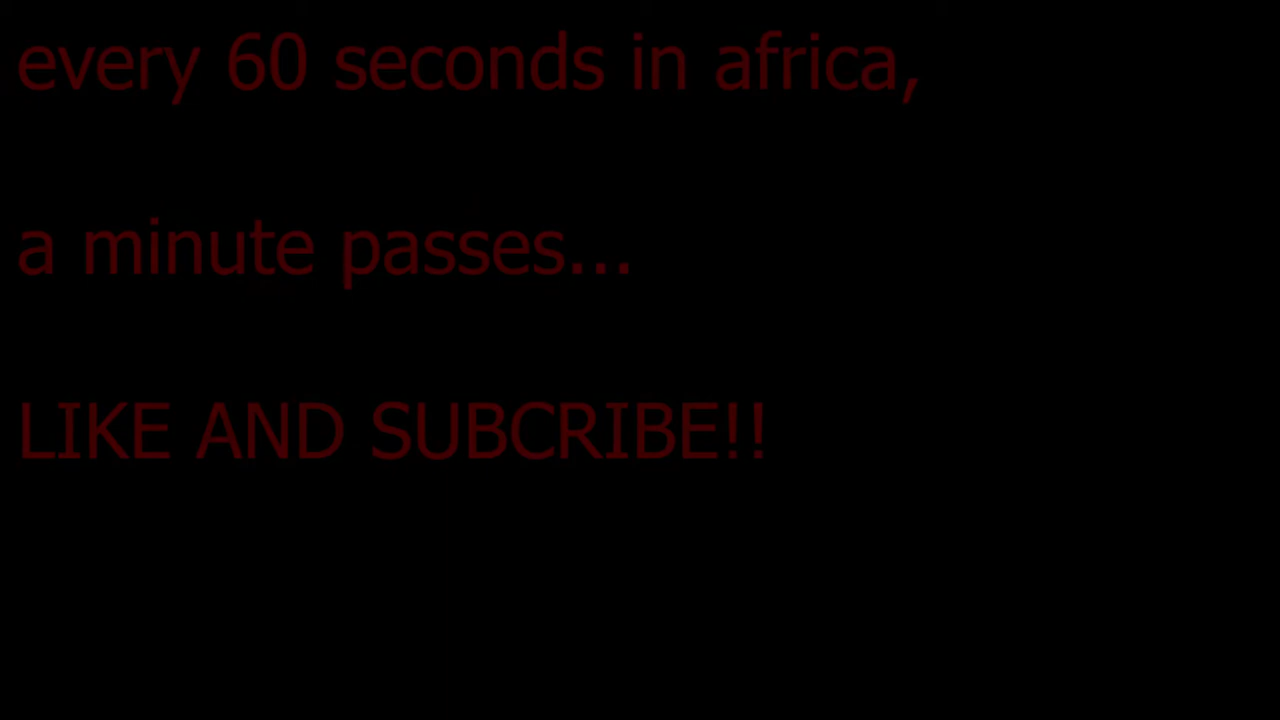 every 60 seconds in africa,
a minute passes...
LIKE AND SUBCRIBE!!